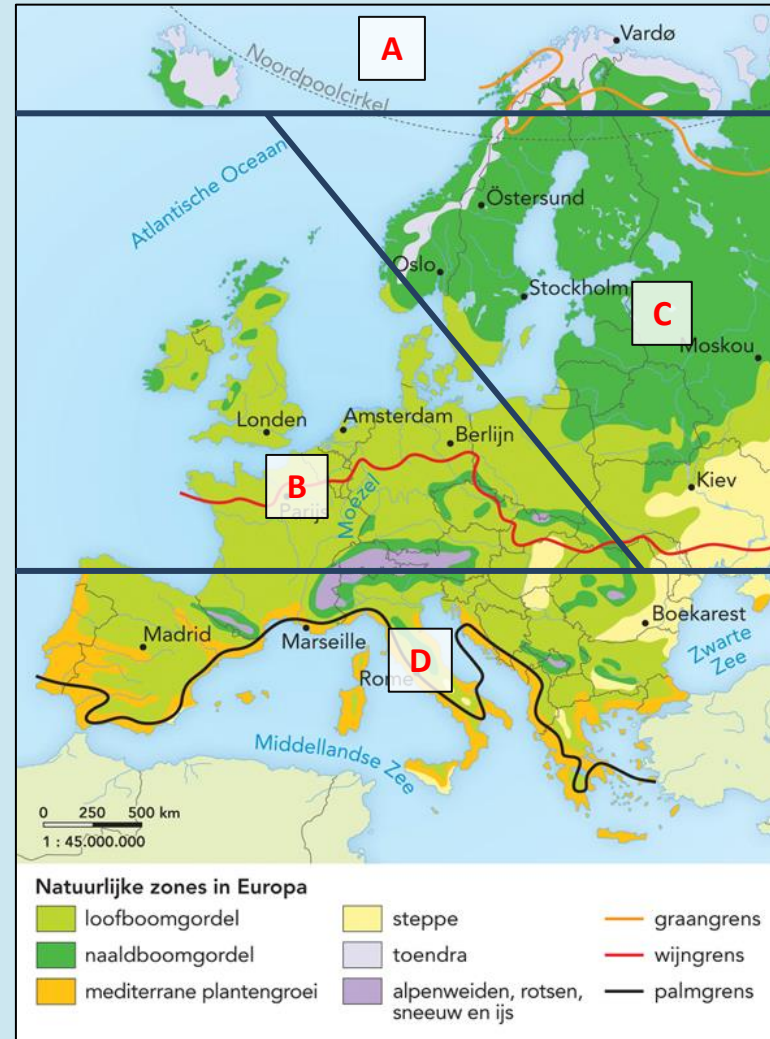 A
Vardø
Noordpoolcirkel
Atlantische Oceaan
Östersund
Oslo
Stockholm
C
Moskou
Londen
Amsterdam
Berlijn
Kiev
B
Parijs
Moezel
Madrid
Marseille
Boekarest
Zwarte
Zee
D
Rome
Middellandse Zee
0 250 500 km
1 : 45.000.000
Natuurlijke zones in Europa
loofboomgordel
naaldboomgordel
mediterrane plantengroei
steppe
toendra
alpenweiden, rotsen,
sneeuw en ijs
graangrens
wijngrens
palmgrens